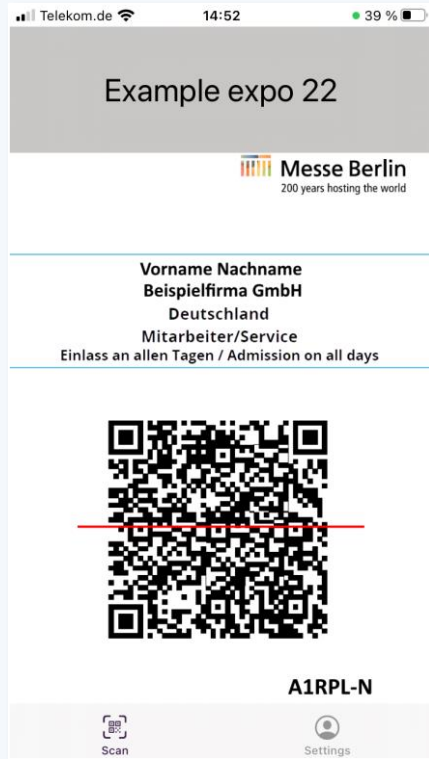 Telekom.de 14:52 39 %
Example expo 22
Messe Berlin
200 years hosting the world
Vorname Nachname
Beispielfirma GmbH
Deutschland
Mitarbeiter/Service
Einlass an allen Tagen / Admission on all days
A1RPL-N
Scan Settings